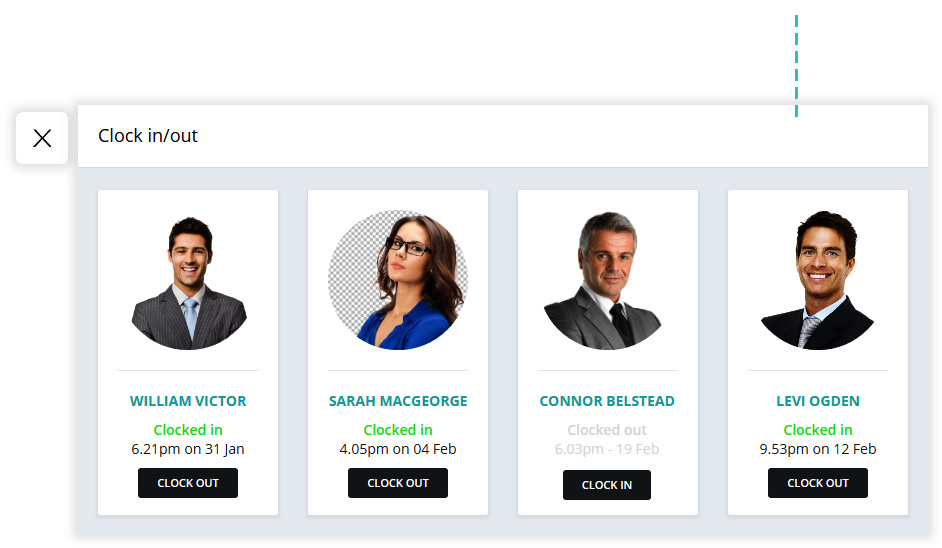 Clock in/out
WILLIAM VICTOR
Clocked in
6.21pm on 31 Jan
CLOCK OUT
SARAH MACGEORGE
Clocked in
4.05pm on 04 Feb
CLOCK OUT
CONNOR BELSTEAD
Clocked out
6.03pm - 19 Feb
CLOCK IN
LEVI OGDEN
Clocked in
9.53pm on 12 Feb
CLOCK OUT